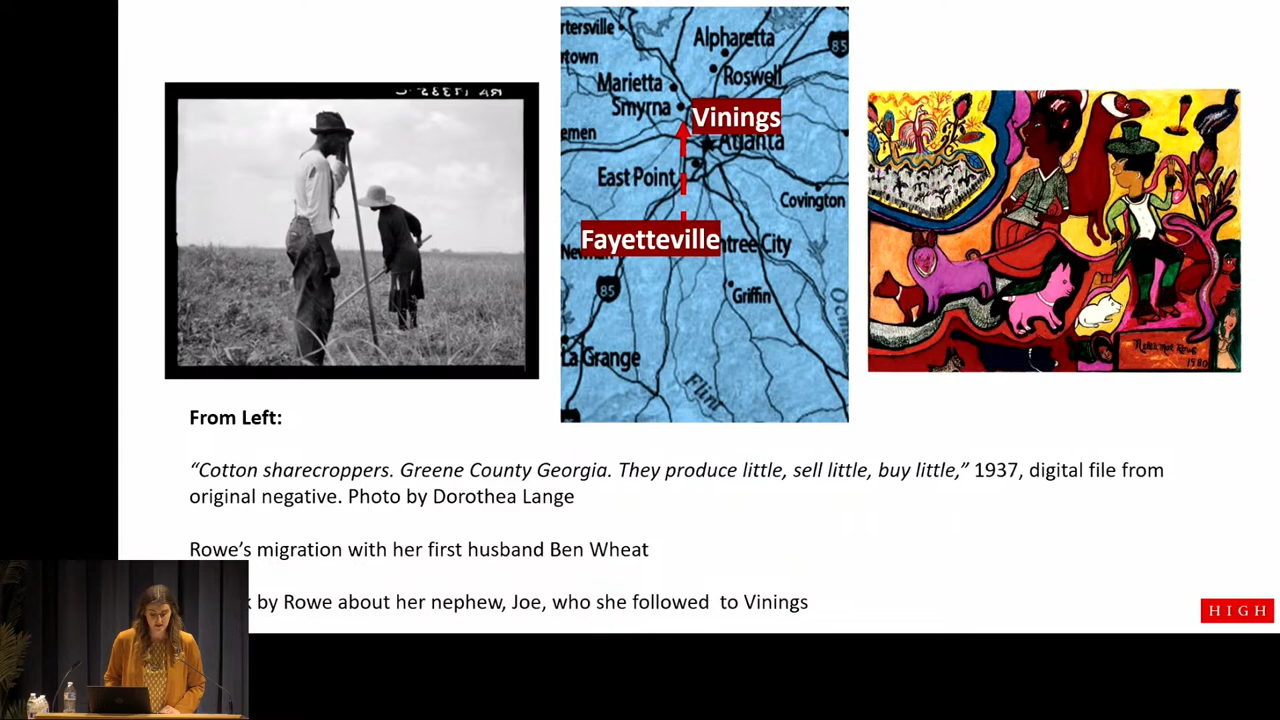 Alpharetta
85
Roswell
Marietta
Smyrna
Vinings
Atlanta
East Point
Covington
Fayetteville
85
Griffin
La Grange
Flint
1980
From Left:
“Cotton sharecroppers. Greene County Georgia. They produce little, sell little, buy little,” 1937, digital file from
original negative. Photo by Dorothea Lange
Rowe’s migration with her first husband Ben Wheat
by Rowe about her nephew, Joe, who she followed to Vinings
HIGH